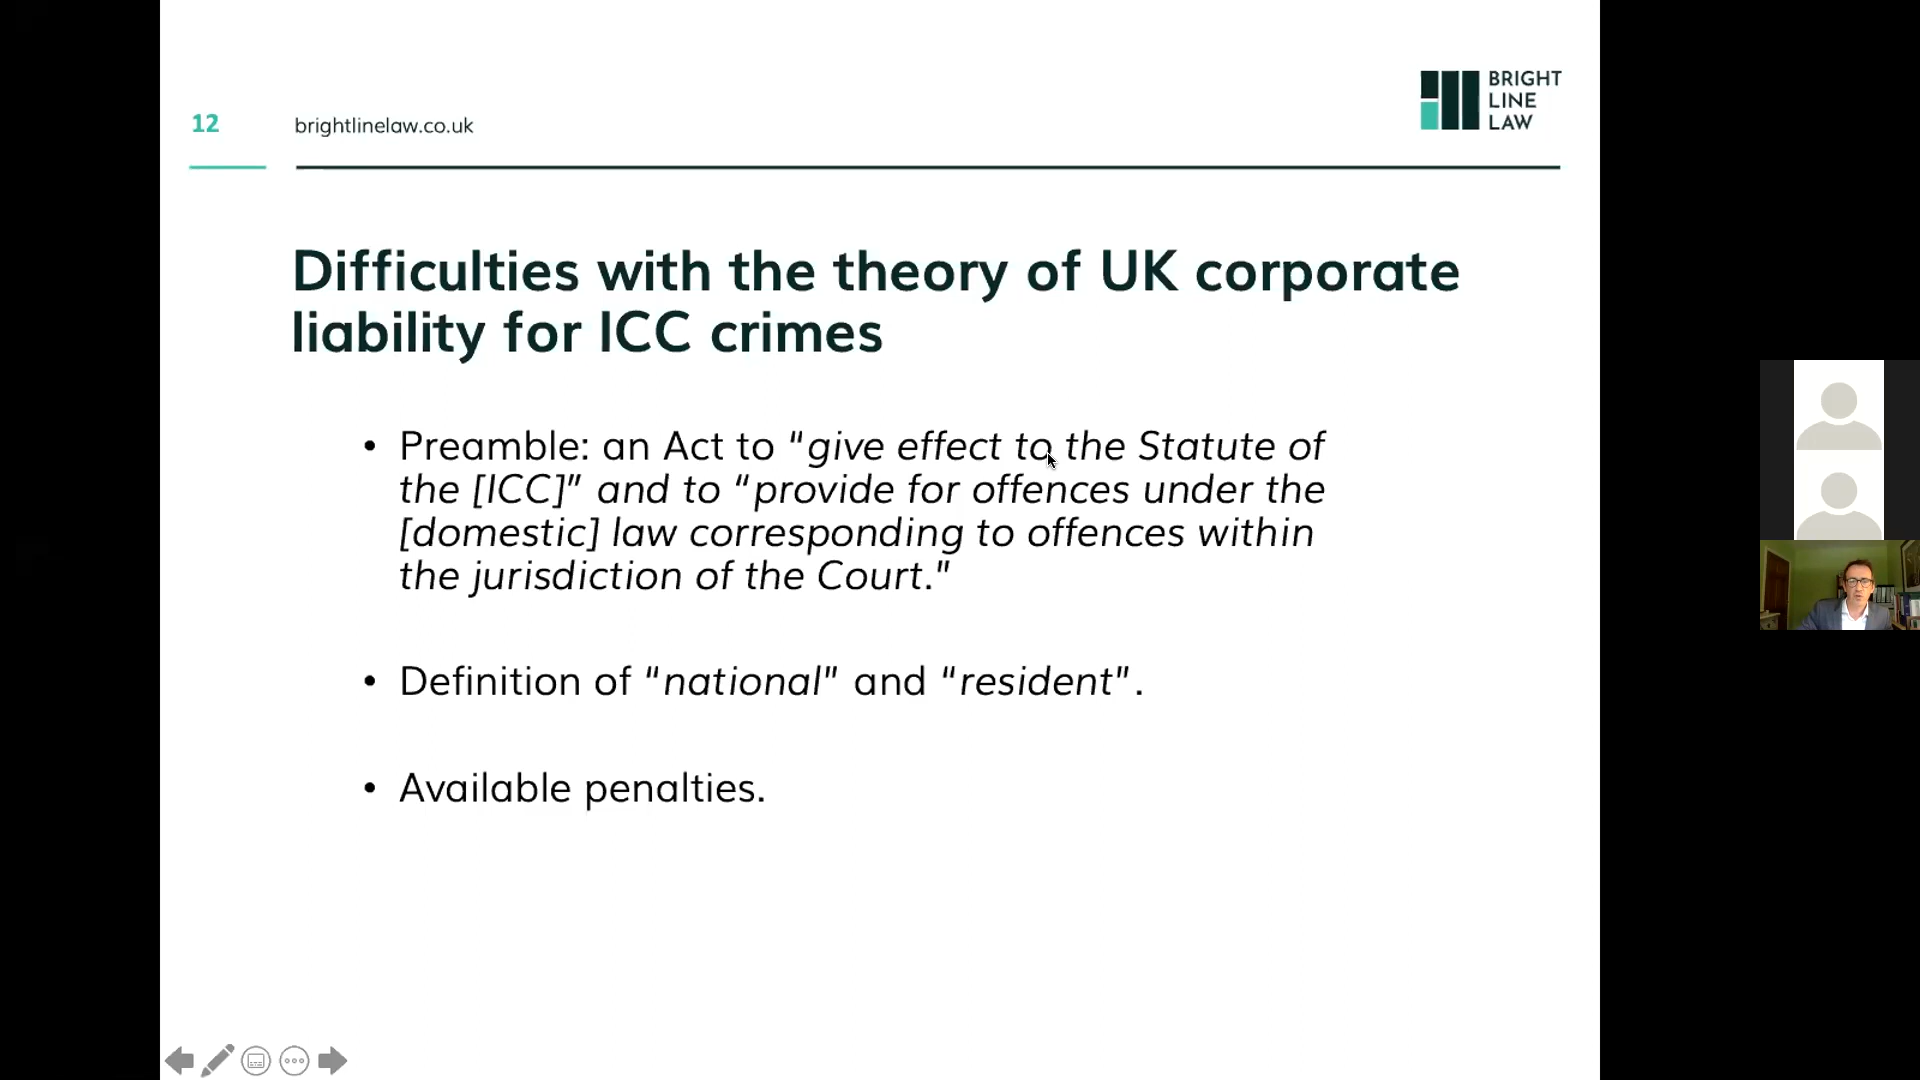 BRIGHT
LINE
LAW
12
brightlinelaw.co.uk
Difficulties with the theory of UK corporate
liability for ICC crimes
• Preamble: an Act to “give effect to the Statute of
the [ICC]” and to “provide for offences under the
[domestic] law corresponding to offences within
the jurisdiction of the Court.”
• Definition of “national” and “resident”.
• Available penalties.